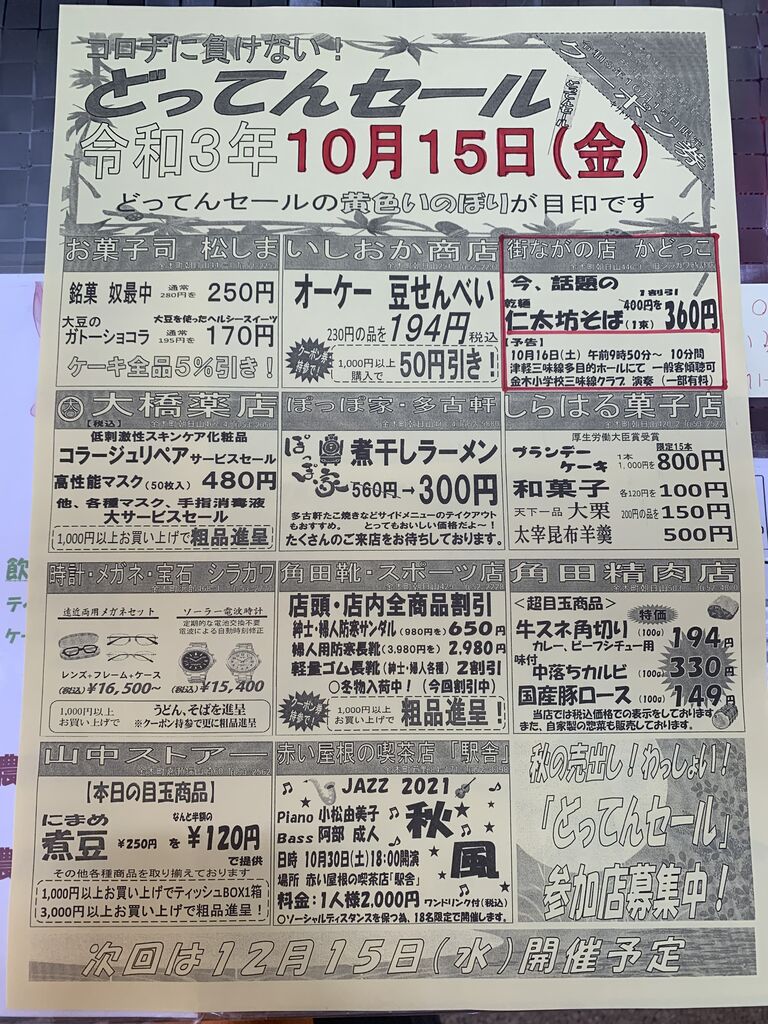 コロナに負けない!
どってんセール
クーポン券
令和3年10月15日(金)
どってんセールの黄色いのぼりが目印です
お菓子司 松しま
銘菓 奴最中 通常280円を 250円
大豆の 大豆を使ったヘルシースイーツ
ガトーショコラ 通常195円を 170円
ケーキ全品5%引き!
いしおか商店
オーケー 豆せんべい
230円の品を194円税込
クーポン券持参で!
1,000円以上購入で 50円引き!
街ながの店 かどっこ
今、話題の 1割引
乾麺 400円を
仁太坊そば(1束) 360円
【予告】
10月16日(土) 午前9時50分~ 10分間
津軽三味線多目的ホールにて 一般客傾聴可
金木小学校三味線クラブ 演奏 (一部有料)
大橋薬店
【税込】
低刺激性スキンケア化粧品
コラージュリペア サービスセール
高性能マスク(50枚入) 480円
他、各種マスク、手指消毒液
大サービスセール
1,000円以上お買い上げで粗品進呈
ぽっぽ家・多古軒
ぽっぽ家
煮干しラーメン
560円→300円
多古軒たこ焼きなどサイドメニューのテイクアウト
もおすすめ。 とってもおいしい価格だよ~!
たくさんのご来店をお待ちしております。
しらはる菓子店
厚生労働大臣賞受賞
ブランデーケーキ 1本1,000円を 限定15本 800円
和菓子 各120円を 100円
天下一品 大栗 200円の品を 150円
太宰昆布羊羹 500円
時計・メガネ・宝石 シラカワ
遠近両用メガネセット
ソーラー電波時計
定期的な電池交換不要
電波による自動時刻修正
レンズ+フレーム+ケース
(税込)¥16,500~
(税込)¥15,400
1,000円以上お買い上げで うどん、そばを進呈
※クーポン持参で更に粗品進呈
角田靴・スポーツ店
店頭・店内全商品割引
紳士・婦人防寒サンダル(980円を)650円
婦人用防寒長靴(3,980円を)2,980円
軽量ゴム長靴(紳士・婦人各種) 2割引
○冬物入荷中! (今回割引中)
クーポン券持参で!
1,000円以上お買い上げで 粗品進呈!
角田精肉店
<超目玉商品> 特価
牛スネ角切り(100g) 194円
カレー、ビーフシチュー用
味付
中落ちカルビ(100g) 330円
国産豚ロース(100g) 149円
当店では税込価格での表示をしております
また、自家製の惣菜も販売しております。
山中ストアー
【本日の目玉商品】
にまめ なんと半額の
煮豆 ¥250円 を ¥120円
で提供
その他各種商品を取り揃えております
1,000円以上お買い上げでティッシュBOX1箱
3,000円以上お買い上げで粗品進呈!
赤い屋根の喫茶店「駅舎」
JAZZ 2021
秋風
Piano 小松由美子
Bass 阿部 成人
日時 10月30日(土)18:00開演
場所 赤い屋根の喫茶店「駅舎」
料金:1人様2,000円 ワンドリンク付(税込)
○ソーシャルディスタンスを保つ為、18名限定で開催します。
秋の売出し!わっしょい!
「どってんセール」
参加店募集中!
次回は12月15日(水)開催予定